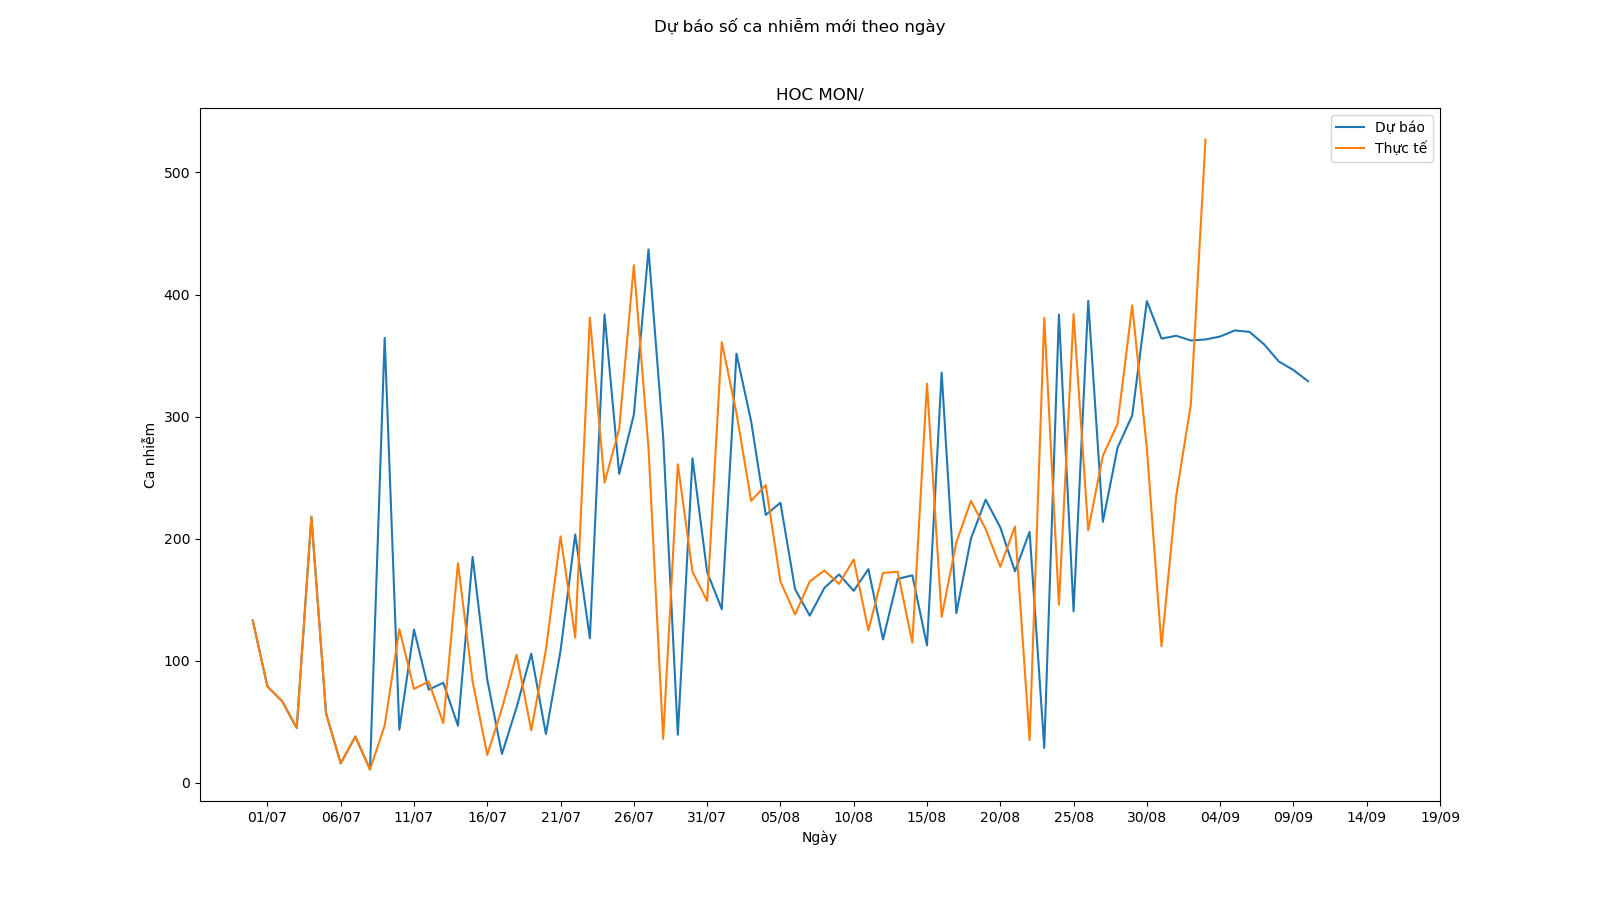 Dự báo số ca nhiễm mới theo ngày
HOC MON/
Dự báo
Thực tế
500
400
300
200
100
0
Ca nhiễm
01/07 06/07 11/07 16/07 21/07 26/07 31/07 05/08 10/08 15/08 20/08 25/08 30/08 04/09 09/09 14/09 19/09
Ngày